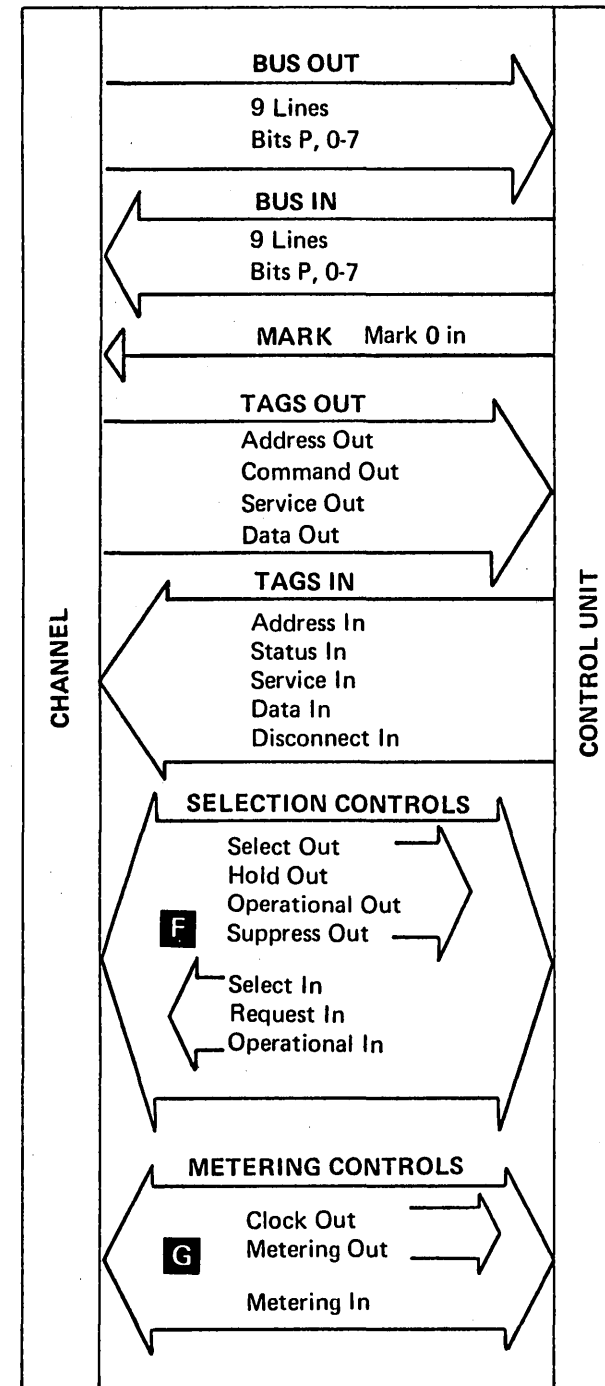 BUS OUT
9 Lines
Bits P, 0-7
BUS IN
9 Lines
Bits P, 0-7
MARK Mark 0 in
TAGS OUT
Address Out
Command Out
Service Out
Data Out
TAGS IN
Address In
Status In
Service In
Data In
Disconnect In
CHANNEL
CONTROL UNIT
SELECTION CONTROLS
Select Out
Hold Out
Operational Out
F Suppress Out
Select In
Request In
Operational In
METERING CONTROLS
Clock Out
G Metering Out
Metering In